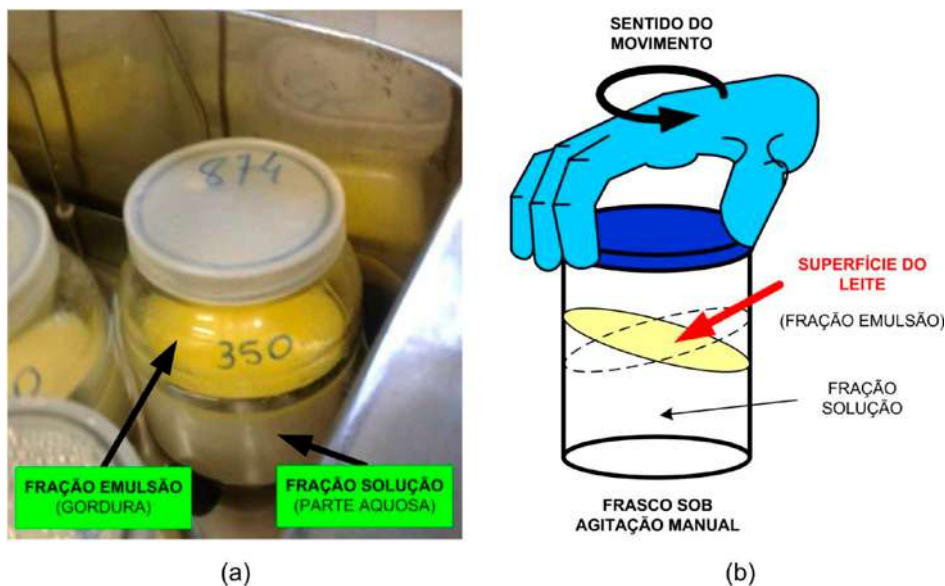 874
350
0
FRAÇÃO EMULSÃO
(GORDURA)
FRAÇÃO SOLUÇÃO
(PARTE AQUOSA)
(a)
SENTIDO DO
MOVIMENTO
SUPERFÍCIE DO
LEITE
(FRAÇÃO EMULSÃO)
FRAÇÃO
SOLUÇÃO
FRASCO SOB
AGITAÇÃO MANUAL
(b)